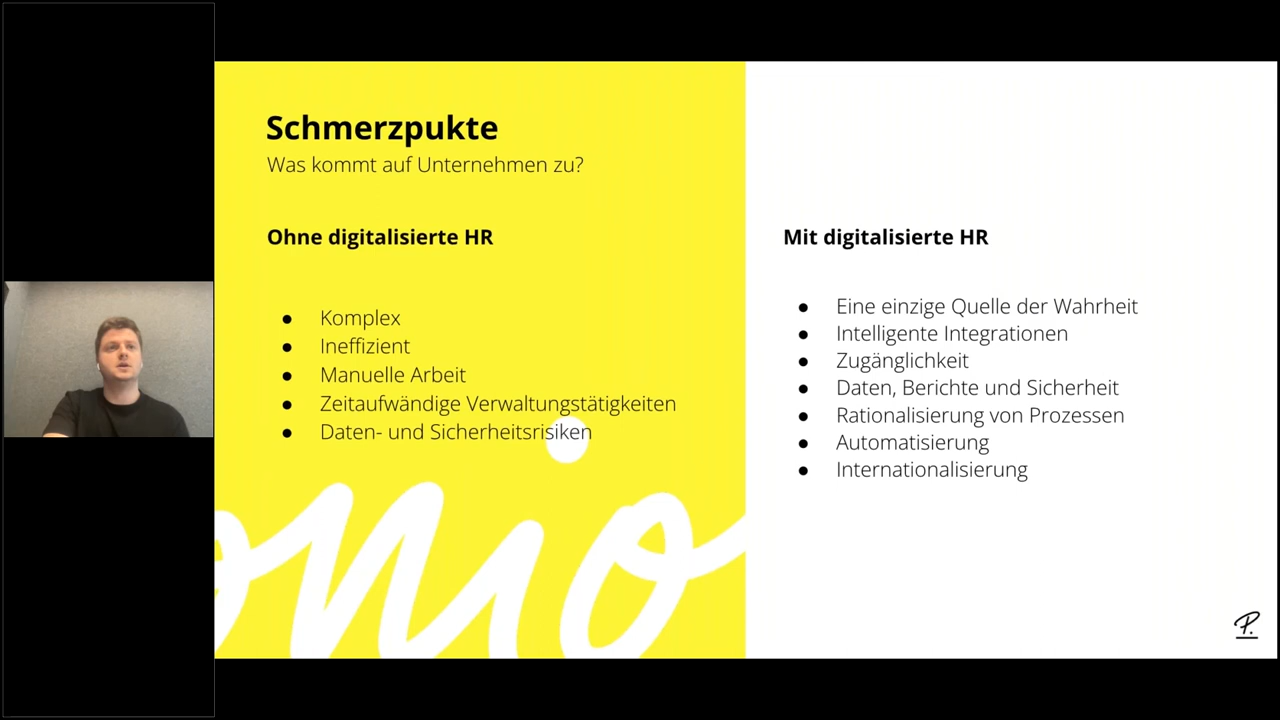 Schmerzpukte
Was kommt auf Unternehmen zu?
Ohne digitalisierte HR
● Komplex
● Ineffizient
● Manuelle Arbeit
● Zeitaufwändige Verwaltungstätigkeiten
● Daten- und Sicherheitsrisiken
onio
Mit digitalisierte HR
● Eine einzige Quelle der Wahrheit
● Intelligente Integrationen
● Zugänglichkeit
● Daten, Berichte und Sicherheit
● Rationalisierung von Prozessen
● Automatisierung
● Internationalisierung
P.